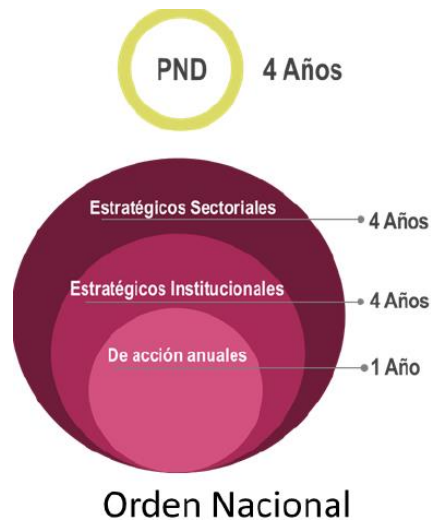 PND 4 Años
Estratégicos Sectoriales 4 Años
Estratégicos Institucionales 4 Años
De acción anuales 1 Año
Orden Nacional